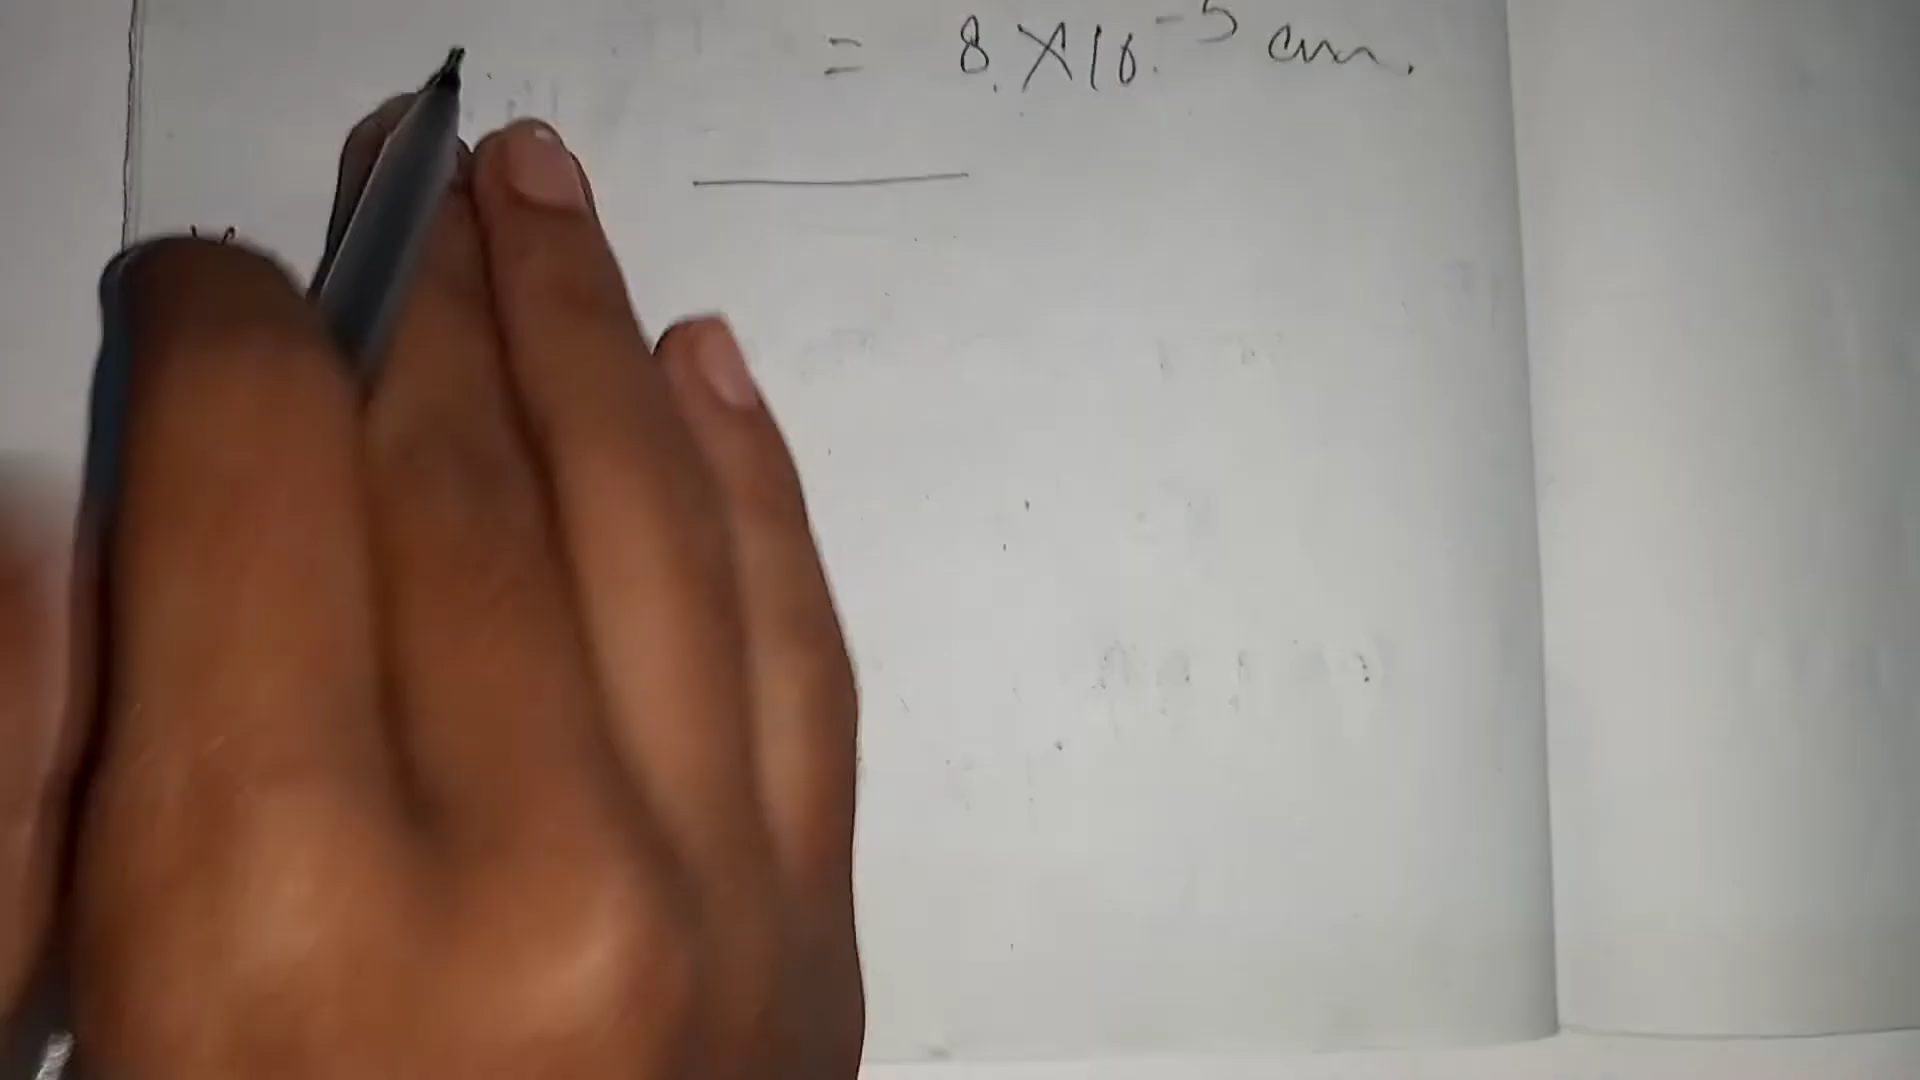 = 8 × 10⁻⁵ cm.